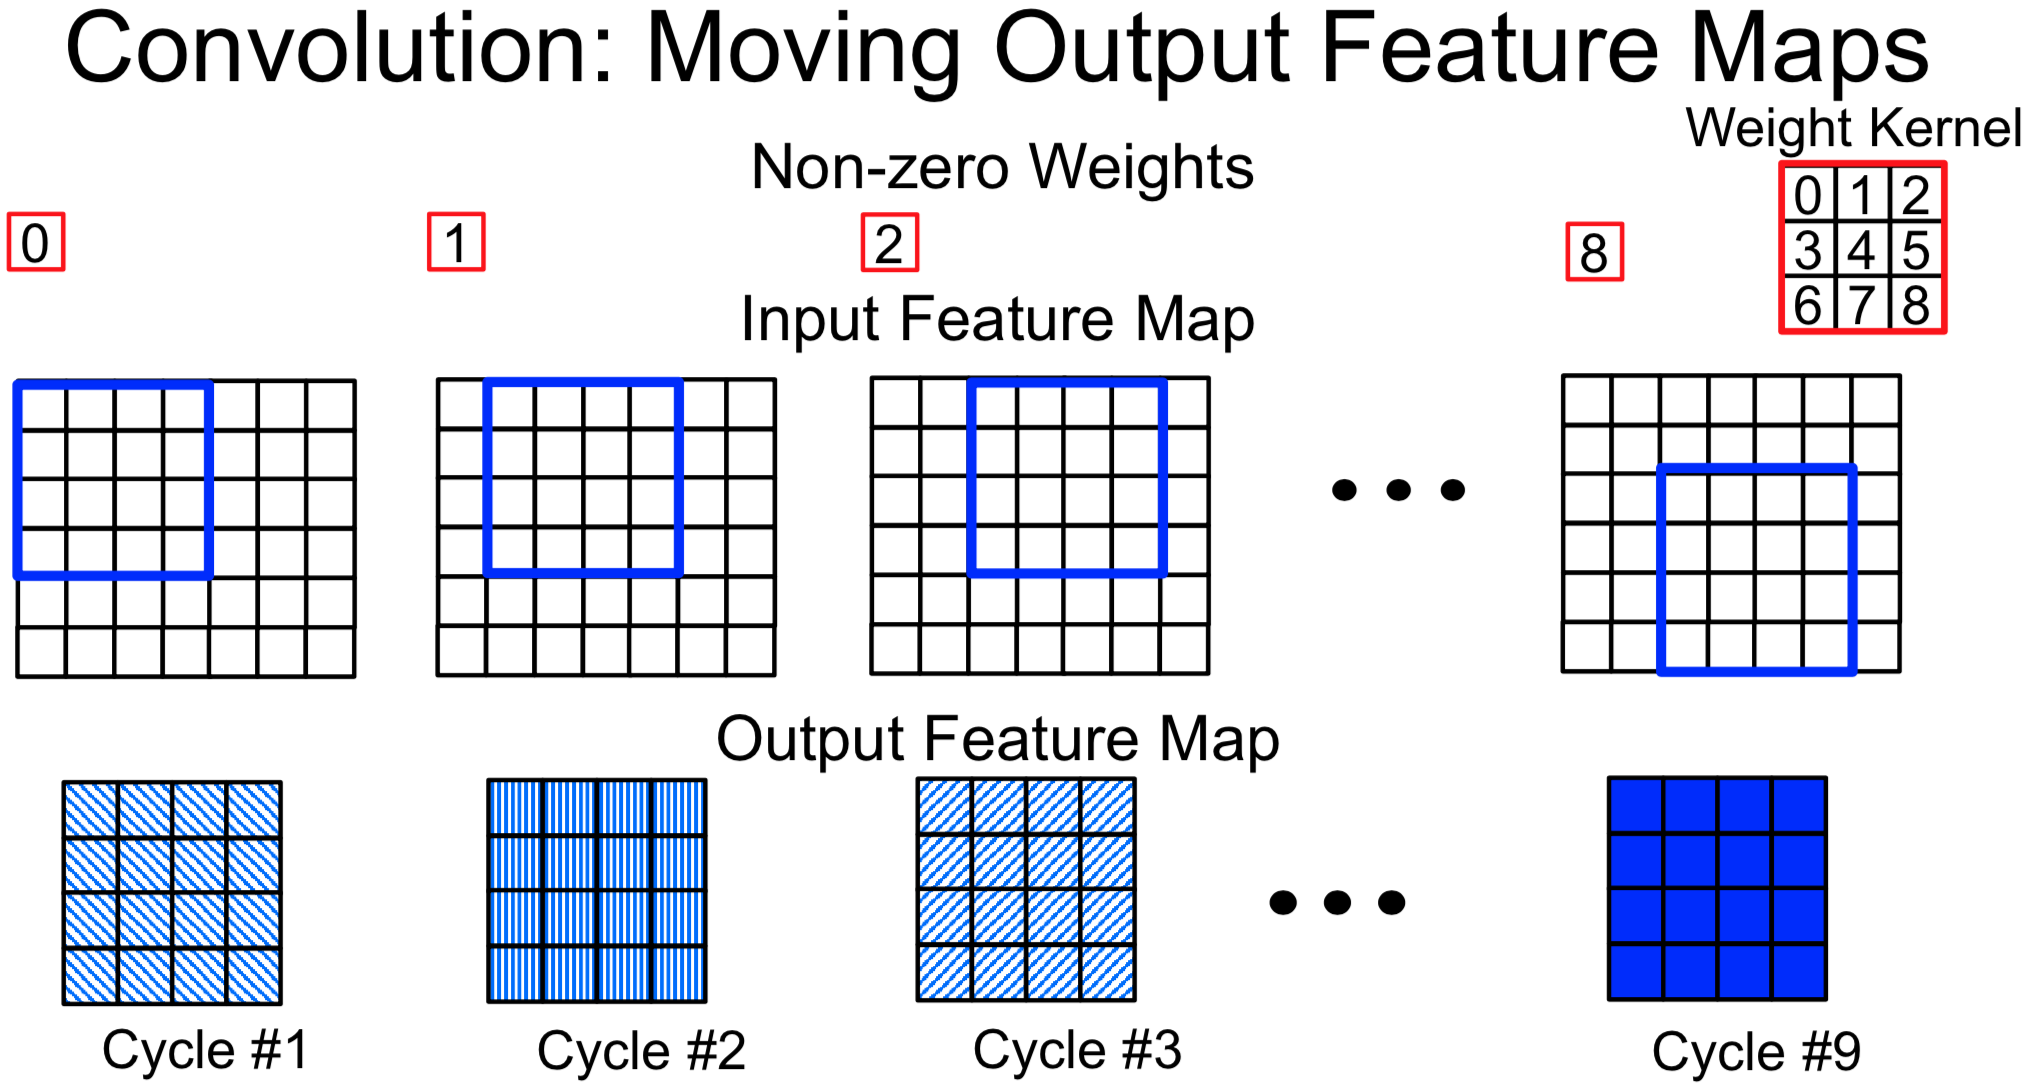 Convolution: Moving Output Feature Maps
Weight Kernel
Non-zero Weights
0 1 2
3 4 5
6 7 8
0 1 2 8
Input Feature Map
Output Feature Map
Cycle #1 Cycle #2 Cycle #3 Cycle #9